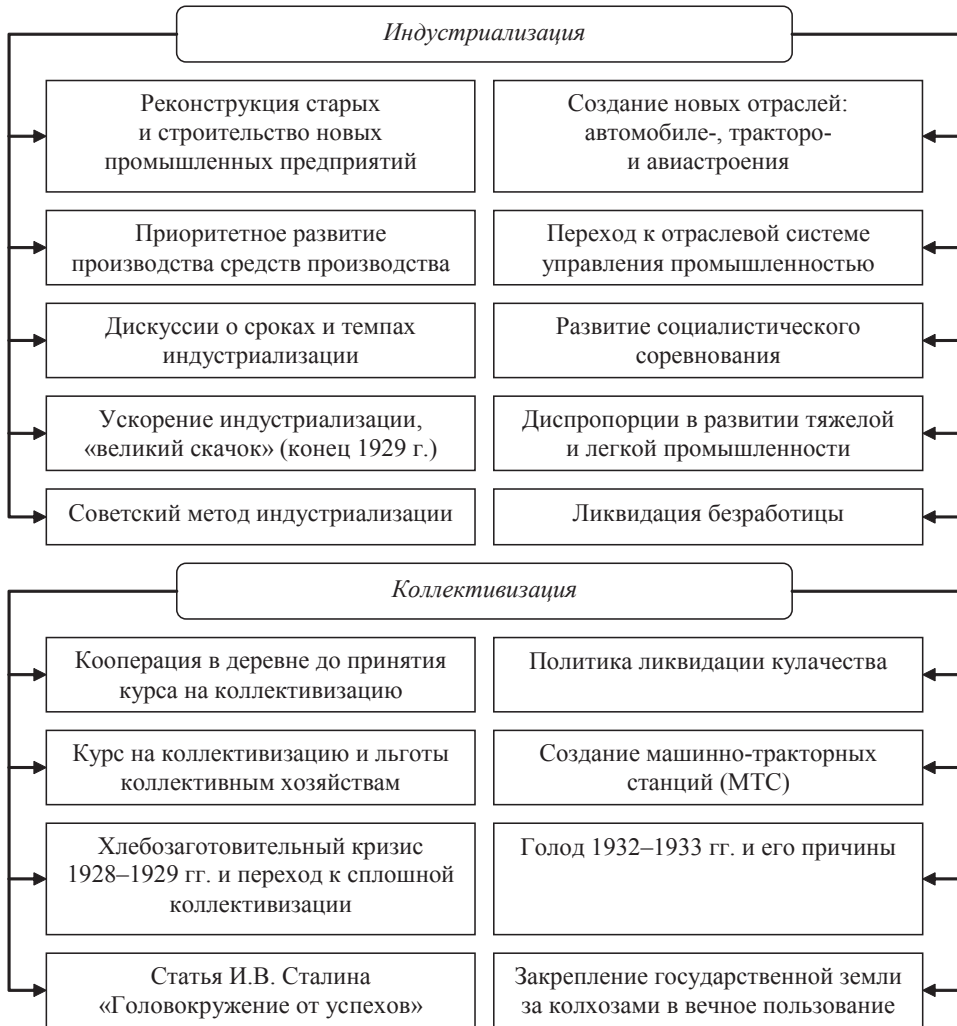 Индустриализация
Реконструкция старых
и строительство новых
промышленных предприятий
Создание новых отраслей:
автомобиле-, тракторо-
и авиастроения
Приоритетное развитие
производства средств производства
Переход к отраслевой системе
управления промышленностью
Дискуссии о сроках и темпах
индустриализации
Развитие социалистического
соревнования
Ускорение индустриализации,
«великий скачок» (конец 1929 г.)
Диспропорции в развитии тяжелой
и легкой промышленности
Советский метод индустриализации
Ликвидация безработицы
Коллективизация
Кооперация в деревне до принятия
курса на коллективизацию
Политика ликвидации кулачества
Курс на коллективизацию и льготы
коллективным хозяйствам
Создание машинно-тракторных
станций (МТС)
Хлебозаготовительный кризис
1928–1929 гг. и переход к сплошной
коллективизации
Голод 1932–1933 гг. и его причины
Статья И.В. Сталина
«Головокружение от успехов»
Закрепление государственной земли
за колхозами в вечное пользование